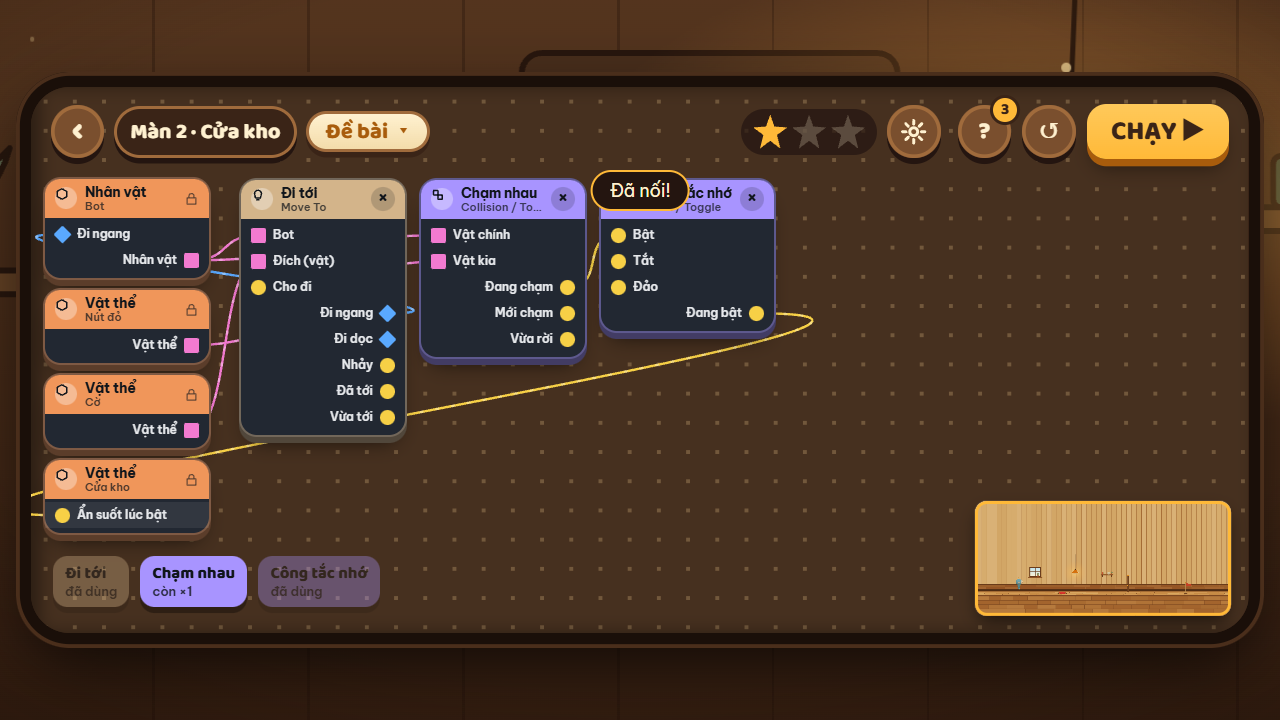 Màn 2 · Cửa kho
Đề bài
3
?
CHẠY
Nhân vật
Bot
Đi ngang
Nhân vật
Vật thể
Nút đỏ
Vật thể
Vật thể
Cờ
Vật thể
Vật thể
Cửa kho
Ẩn suốt lúc bật
Đi tới
Move To
Bot
Đích (vật)
Cho đi
Đi ngang
Đi dọc
Nhảy
Đã tới
Vừa tới
Chạm nhau
Collision / To...
Vật chính
Vật kia
Đang chạm
Mới chạm
Vừa rời
Đã nối!
ắc nhớ
/ Toggle
Bật
Tắt
Đảo
Đang bật
Đi tới
đã dùng
Chạm nhau
còn ×1
Công tắc nhớ
đã dùng